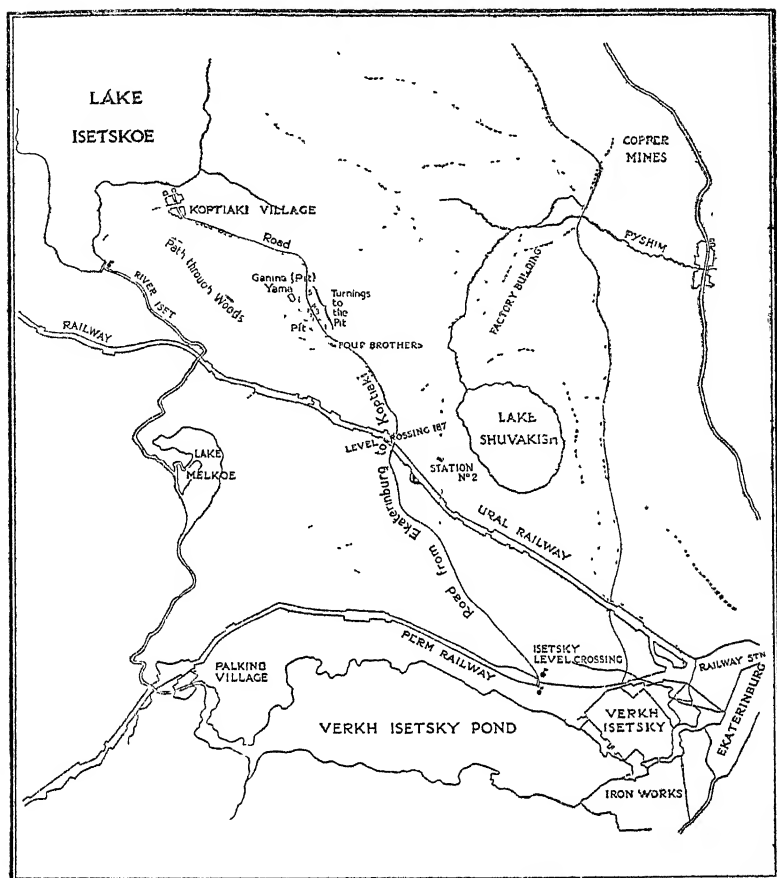 LAKE
ISETSKOE
COPPER
MINES
KOPTIAKI VILLAGE
Road
PYSHIM
Path through Woods
Ganina (Pit)
Yama
Turnings
to the
Pit
FACTORY BUILDING
RIVER ISET
RAILWAY
Pit
FOUR BROTHERS
LAKE
SHUVAKISH
LEVEL CROSSING 187
LAKE
MELKOE
STATION
No 2
Road from Ekaterinburg to Koptiaki
URAL RAILWAY
PERM RAILWAY
ISETSKY
LEVEL CROSSING
RAILWAY STN
PALKINO
VILLAGE
VERKH ISETSKY POND
VERKH
ISETSKY
EKATERINBURG
IRON WORKS